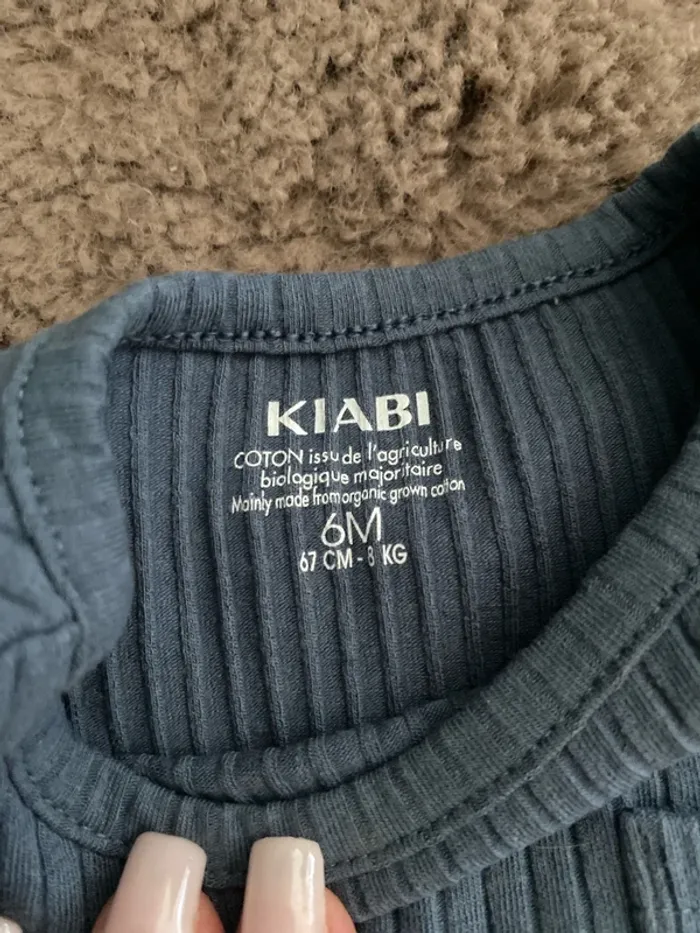 KIABI
COTON issu de l'agriculture
biologique majoritaire
Mainly made from organic grown cotton
6M
67 CM - 8 KG